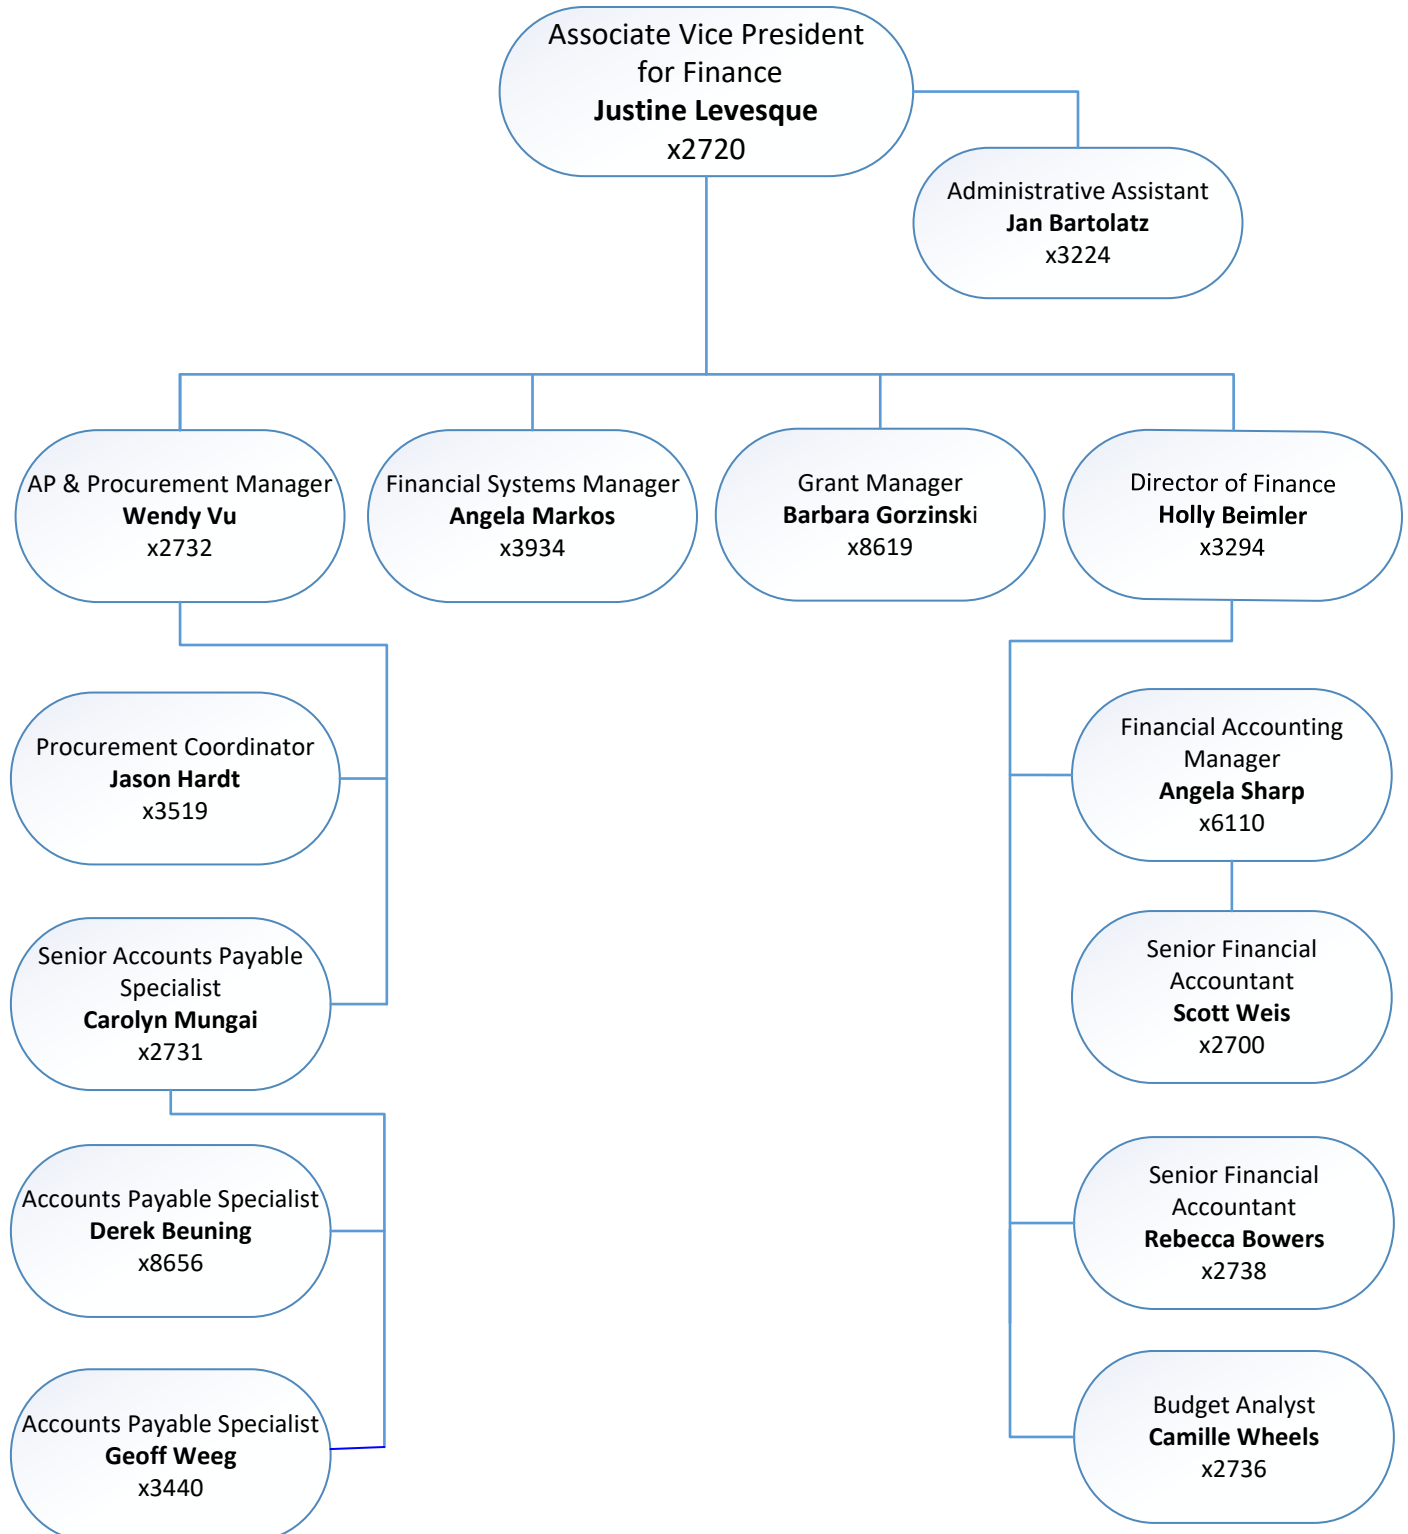 Associate Vice President
for Finance
Justine Levesque
x2720
Administrative Assistant
Jan Bartolatz
x3224
AP & Procurement Manager
Wendy Vu
x2732
Financial Systems Manager
Angela Markos
x3934
Grant Manager
Barbara Gorzinski
x8619
Director of Finance
Holly Beimler
x3294
Procurement Coordinator
Jason Hardt
x3519
Senior Accounts Payable
Specialist
Carolyn Mungai
x2731
Accounts Payable Specialist
Derek Beuning
x8656
Accounts Payable Specialist
Geoff Weeg
x3440
Financial Accounting
Manager
Angela Sharp
x6110
Senior Financial
Accountant
Scott Weis
x2700
Senior Financial
Accountant
Rebecca Bowers
x2738
Budget Analyst
Camille Wheels
x2736